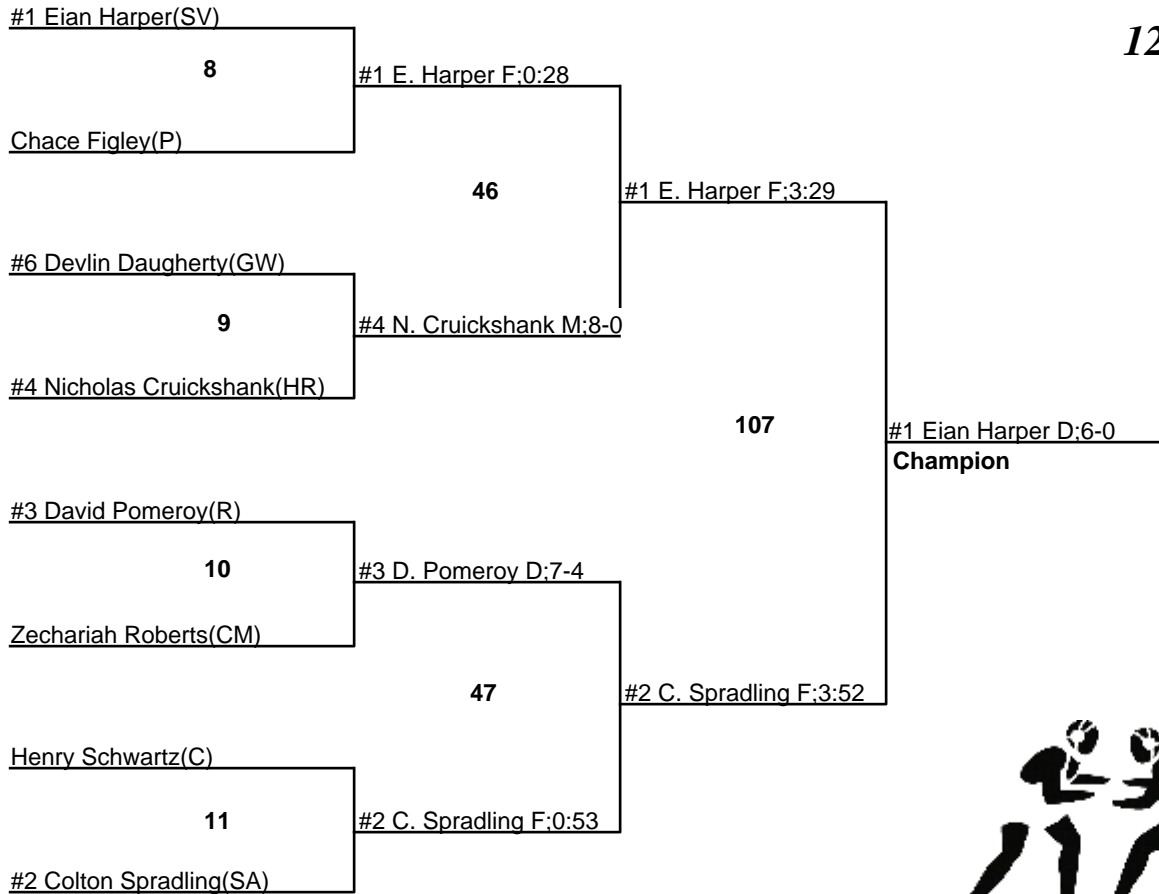 #1 Eian Harper(SV)
12
8
#1 E. Harper F;0:28
Chace Figley(P)
46
#1 E. Harper F;3:29
#6 Devlin Daugherty(GW)
9
#4 N. Cruickshank M;8-0
#4 Nicholas Cruickshank(HR)
107
#1 Eian Harper D;6-0
Champion
#3 David Pomeroy(R)
10
#3 D. Pomeroy D;7-4
Zechariah Roberts(CM)
47
#2 C. Spradling F;3:52
Henry Schwartz(C)
11
#2 C. Spradling F;0:53
#2 Colton Spradling(SA)